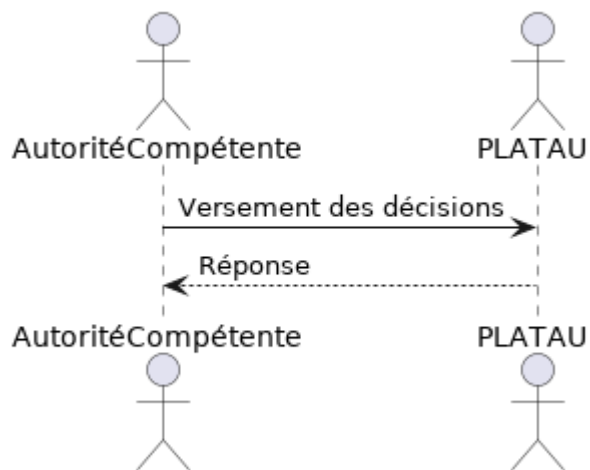 AutoritéCompétente PLATAU
Versement des décisions
Réponse
AutoritéCompétente PLATAU